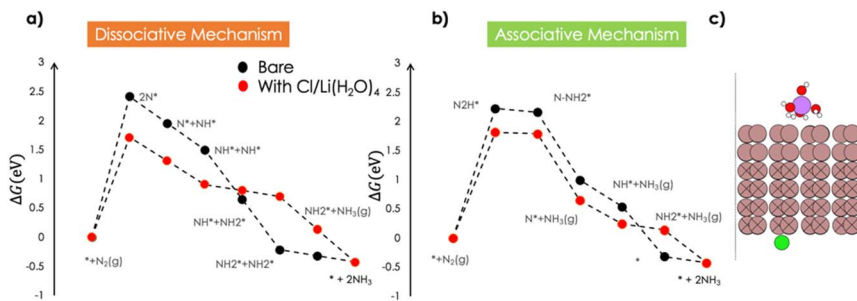 a)
Dissociative Mechanism
ΔG(eV)
3
2.5
2
1.5
1
0.5
0
-0.5
-1
Bare
With Cl/Li(H₂O)₄
2N*
N*+NH*
NH*+NH*
NH*+NH2*
NH2*+NH₃(g)
*+N₂(g)
NH2*+NH2*
* + 2NH₃
b)
Associative Mechanism
ΔG(eV)
3
2.5
2
1.5
1
0.5
0
-0.5
-1
N2H*
N-NH2*
NH*+NH₃(g)
N*+NH₃(g)
NH2*+NH₃(g)
*+N₂(g)
*
* + 2NH₃
c)